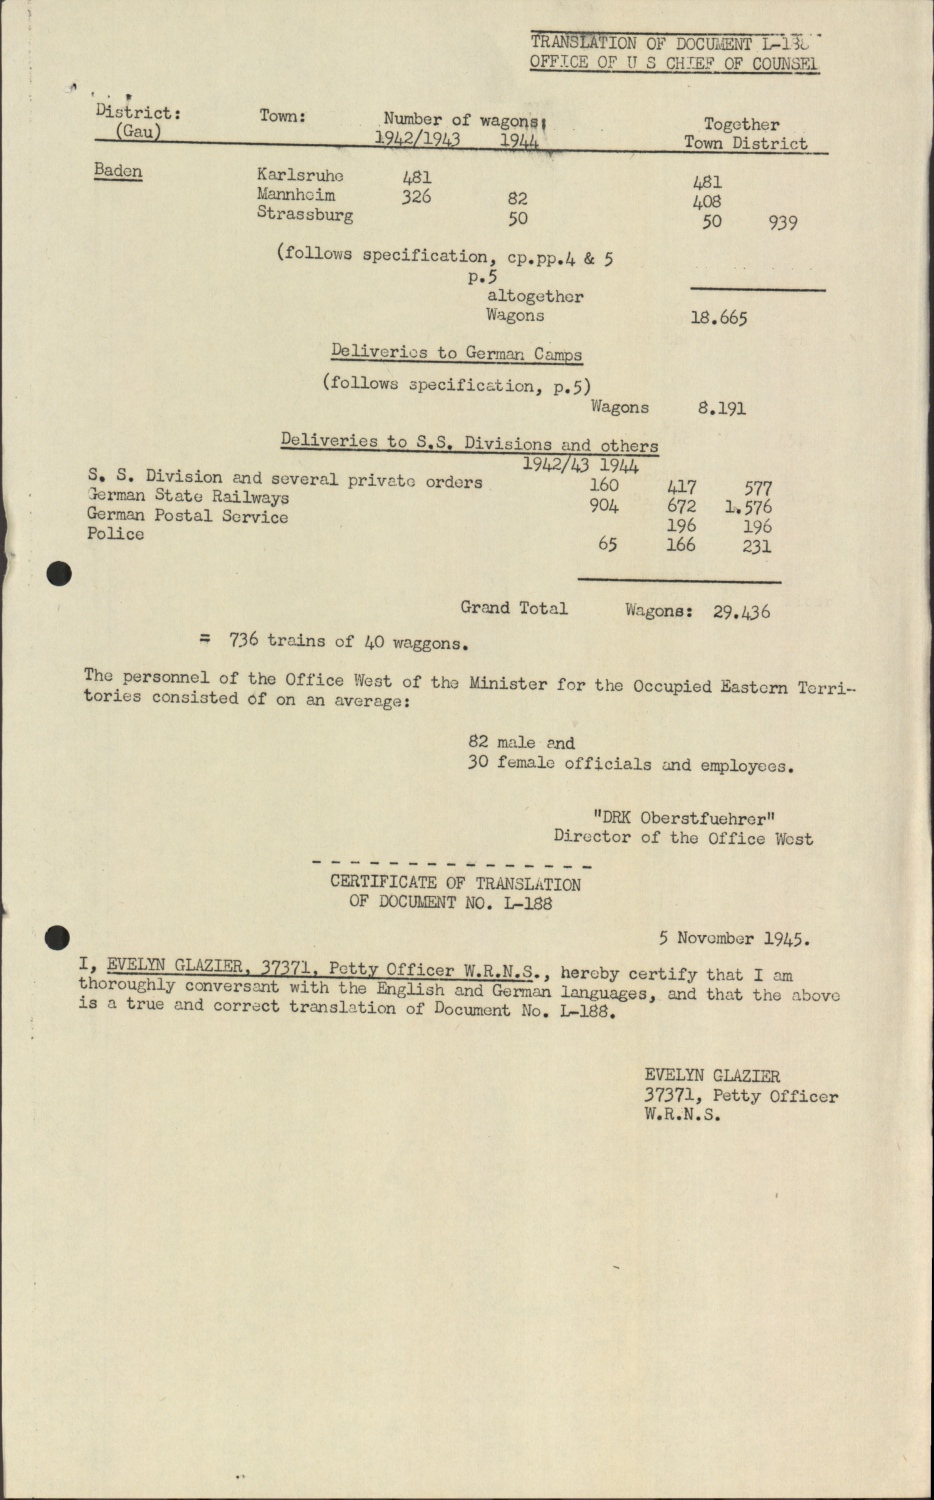 TRANSLATION OF DOCUMENT L-188
OFFICE OF U S CHIEF OF COUNSEL
District: Town: Number of wagons: Together
(Gau) 1942/1943 1944 Town District
Baden Karlsruhe 481 481
Mannheim 326 82 408
Strassburg 50 50 939
(follows specification, cp.pp.4 & 5
p.5
altogether
Wagons 18.665
Deliveries to German Camps
(follows specification, p.5)
Wagons 8.191
Deliveries to S.S. Divisions and others
1942/43 1944
S. S. Division and several private orders 160 417 577
German State Railways 904 672 1.576
German Postal Service 196 196
Police 65 166 231
Grand Total Wagons: 29.436
= 736 trains of 40 waggons.
The personnel of the Office West of the Minister for the Occupied Eastern Terri-
tories consisted of on an average:
82 male and
30 female officials and employees.
"DRK Oberstfuehrer"
Director of the Office West
- - - - - - - - - - - - - - -
CERTIFICATE OF TRANSLATION
OF DOCUMENT NO. L-188
5 November 1945.
I, EVELYN GLAZIER, 37371, Petty Officer W.R.N.S., hereby certify that I am
thoroughly conversant with the English and German languages, and that the above
is a true and correct translation of Document No. L-188.
EVELYN GLAZIER
37371, Petty Officer
W.R.N.S.